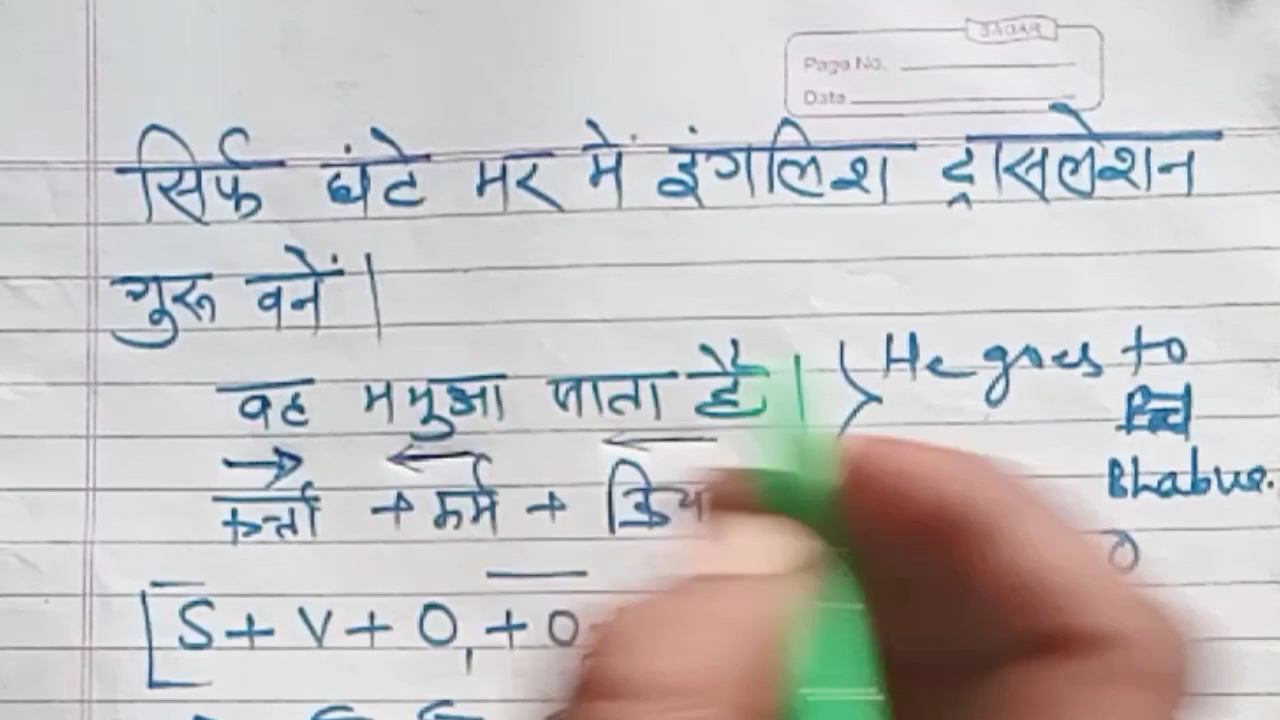 SAGAR
Page No.
Date
सिर्फ घंटे भर में इंगलिश ट्रांसलेशन
गुरू बनें।
वह भभुआ जाता है। He goes to
Bhabua.
कर्त्ता + कर्म + क्रिया
O
S + V + O, + O